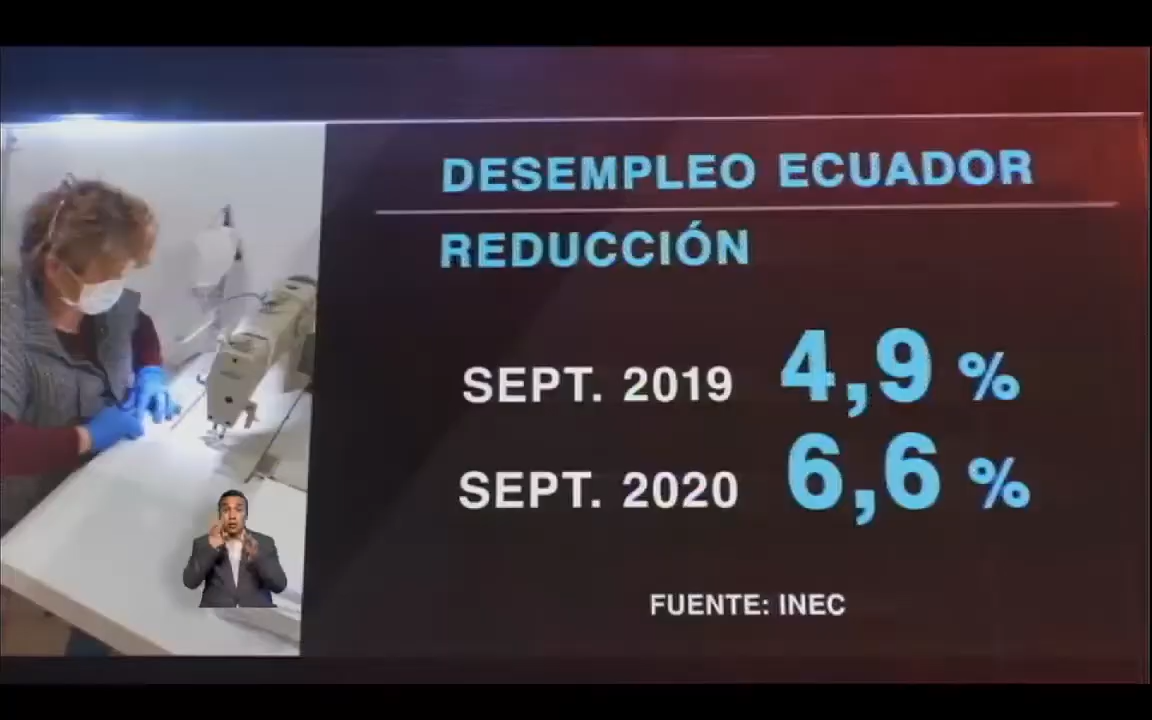 DESEMPLEO ECUADOR
REDUCCIÓN
SEPT. 2019 4,9 %
SEPT. 2020 6,6 %
FUENTE: INEC